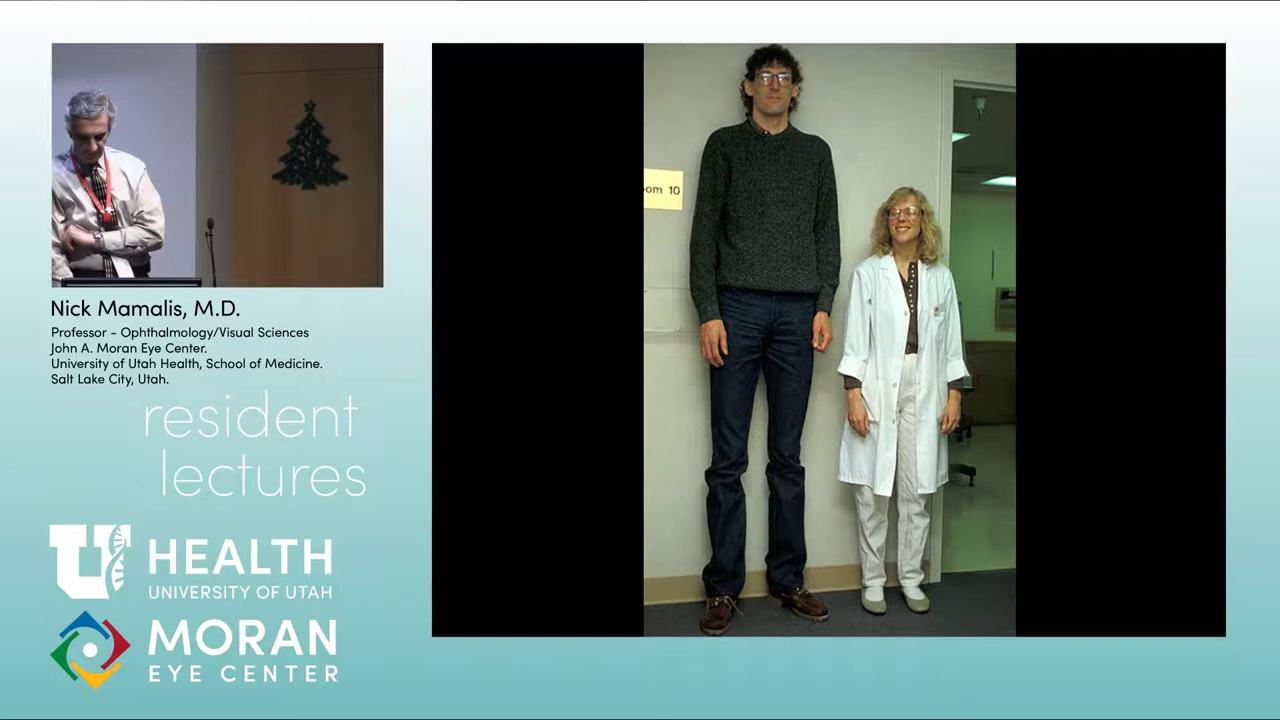 Nick Mamalis, M.D.
Professor - Ophthalmology/Visual Sciences
John A. Moran Eye Center.
University of Utah Health, School of Medicine.
Salt Lake City, Utah.
resident
lectures
U
HEALTH
UNIVERSITY OF UTAH
MORAN
EYE CENTER
om 10